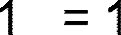 1 = 1